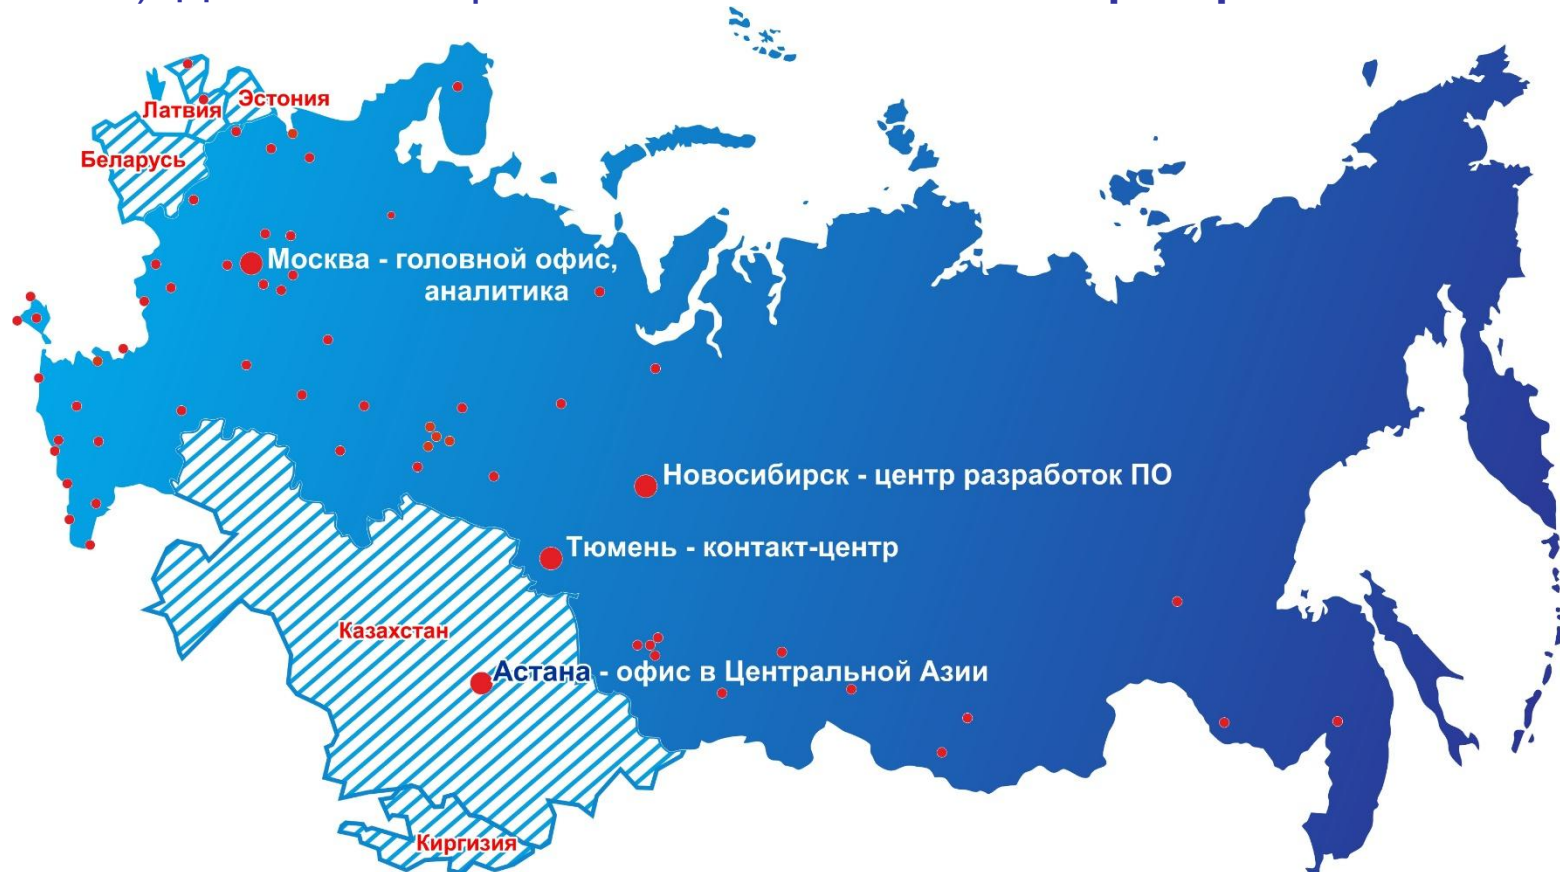 Эстония
Латвия
Беларусь
Москва - головной офис,
аналитика
Новосибирск - центр разработок ПО
Тюмень - контакт-центр
Казахстан
Астана - офис в Центральной Азии
Киргизия